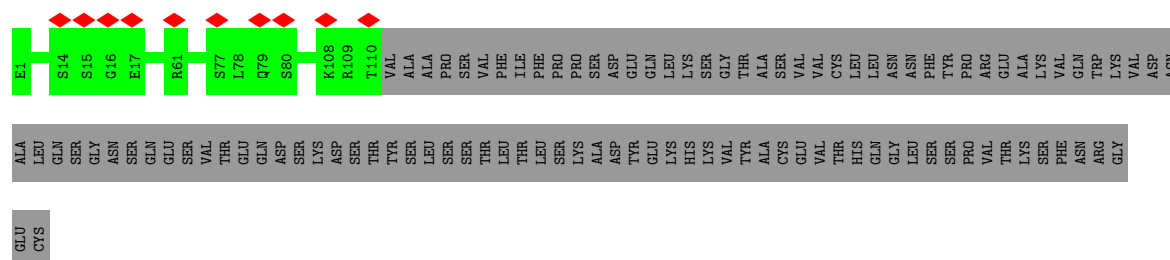 E1 S14 S15 G16 E17 R61 S77 L78 Q79 S80 K108 R109 T110 VAL ALA ALA PRO SER VAL PHE ILE PHE PRO PRO SER ASP GLU GLN LEU LYS SER GLY THR ALA SER VAL VAL CYS LEU LEU ASN ASN PHE TYR PRO ARG GLU ALA LYS VAL GLN TRP LYS VAL ASP ASN
ALA LEU GLN SER GLY ASN SER GLN GLU SER VAL THR GLU GLN ASP SER LYS ASP SER THR TYR SER LEU SER SER THR LEU THR LEU SER LYS ALA ASP TYR GLU LYS HIS LYS VAL TYR ALA CYS GLU VAL THR HIS GLN GLY LEU SER SER PRO VAL THR LYS SER PHE ASN ARG GLY
GLU CYS